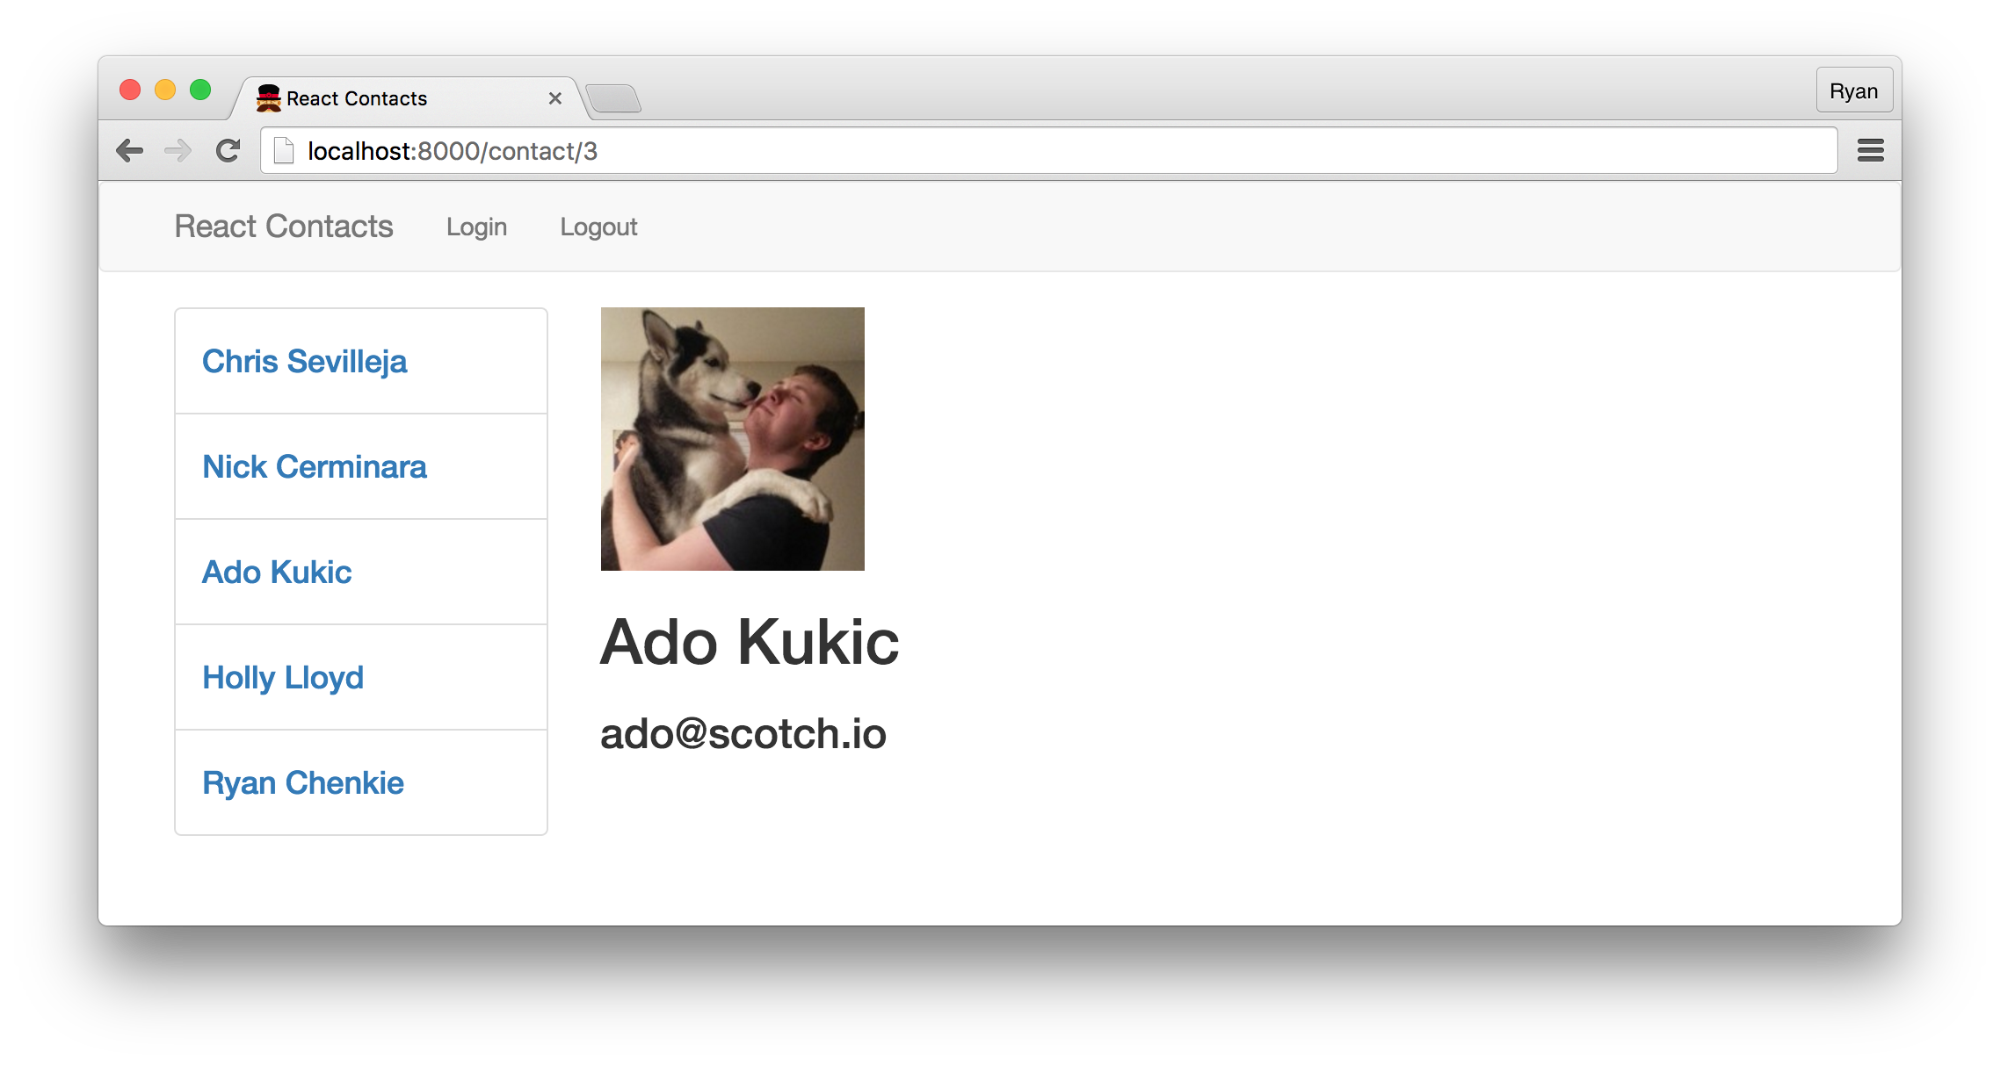 React Contacts
Ryan
localhost:8000/contact/3
React Contacts Login Logout
Chris Sevilleja
Nick Cerminara
Ado Kukic
Holly Lloyd
Ryan Chenkie
Ado Kukic
ado@scotch.io